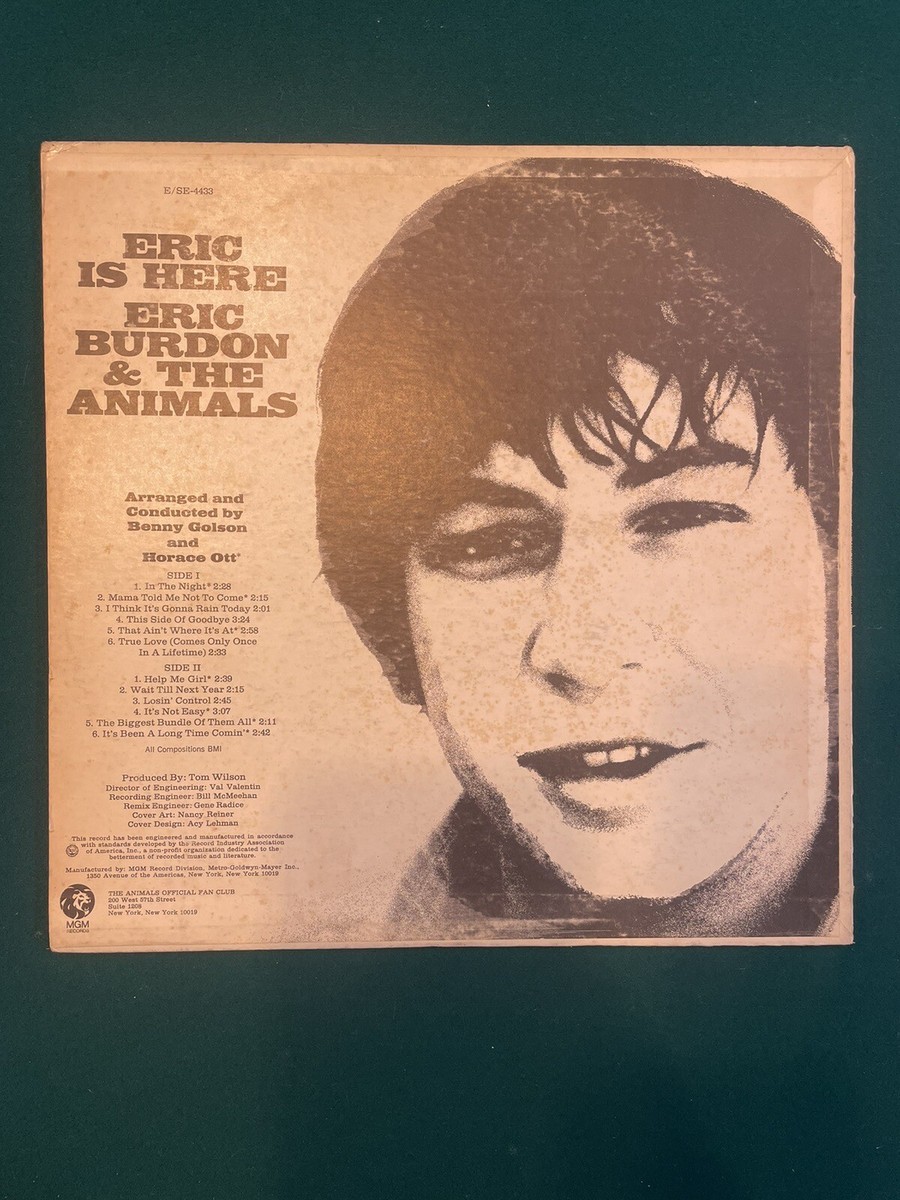 E/SE-4433
ERIC
IS HERE
ERIC
BURDON
& THE
ANIMALS
Arranged and
Conducted by
Benny Golson
and
Horace Ott*
SIDE I
1. In The Night* 2:28
2. Mama Told Me Not To Come* 2:15
3. I Think It's Gonna Rain Today 2:01
4. This Side Of Goodbye 3:24
5. That Ain't Where It's At* 2:58
6. True Love (Comes Only Once
In A Lifetime) 2:33
SIDE II
1. Help Me Girl* 2:39
2. Wait Till Next Year 2:15
3. Losin' Control 2:45
4. It's Not Easy* 3:07
5. The Biggest Bundle Of Them All* 2:11
6. It's Been A Long Time Comin'* 2:42
All Compositions BMI
Produced By: Tom Wilson
Director of Engineering: Val Valentin
Recording Engineer: Bill McMeehan
Remix Engineer: Gene Radice
Cover Art: Nancy Reiner
Cover Design: Acy Lehman
This record has been engineered and manufactured in accordance
with standards developed by the Record Industry Association
of America, Inc., a non-profit organization dedicated to the
betterment of recorded music and literature.
Manufactured by: MGM Record Division, Metro-Goldwyn-Mayer Inc.,
1350 Avenue of the Americas, New York, New York 10019
THE ANIMALS OFFICIAL FAN CLUB
200 West 57th Street
Suite 1208
New York, New York 10019
MGM
RECORDS